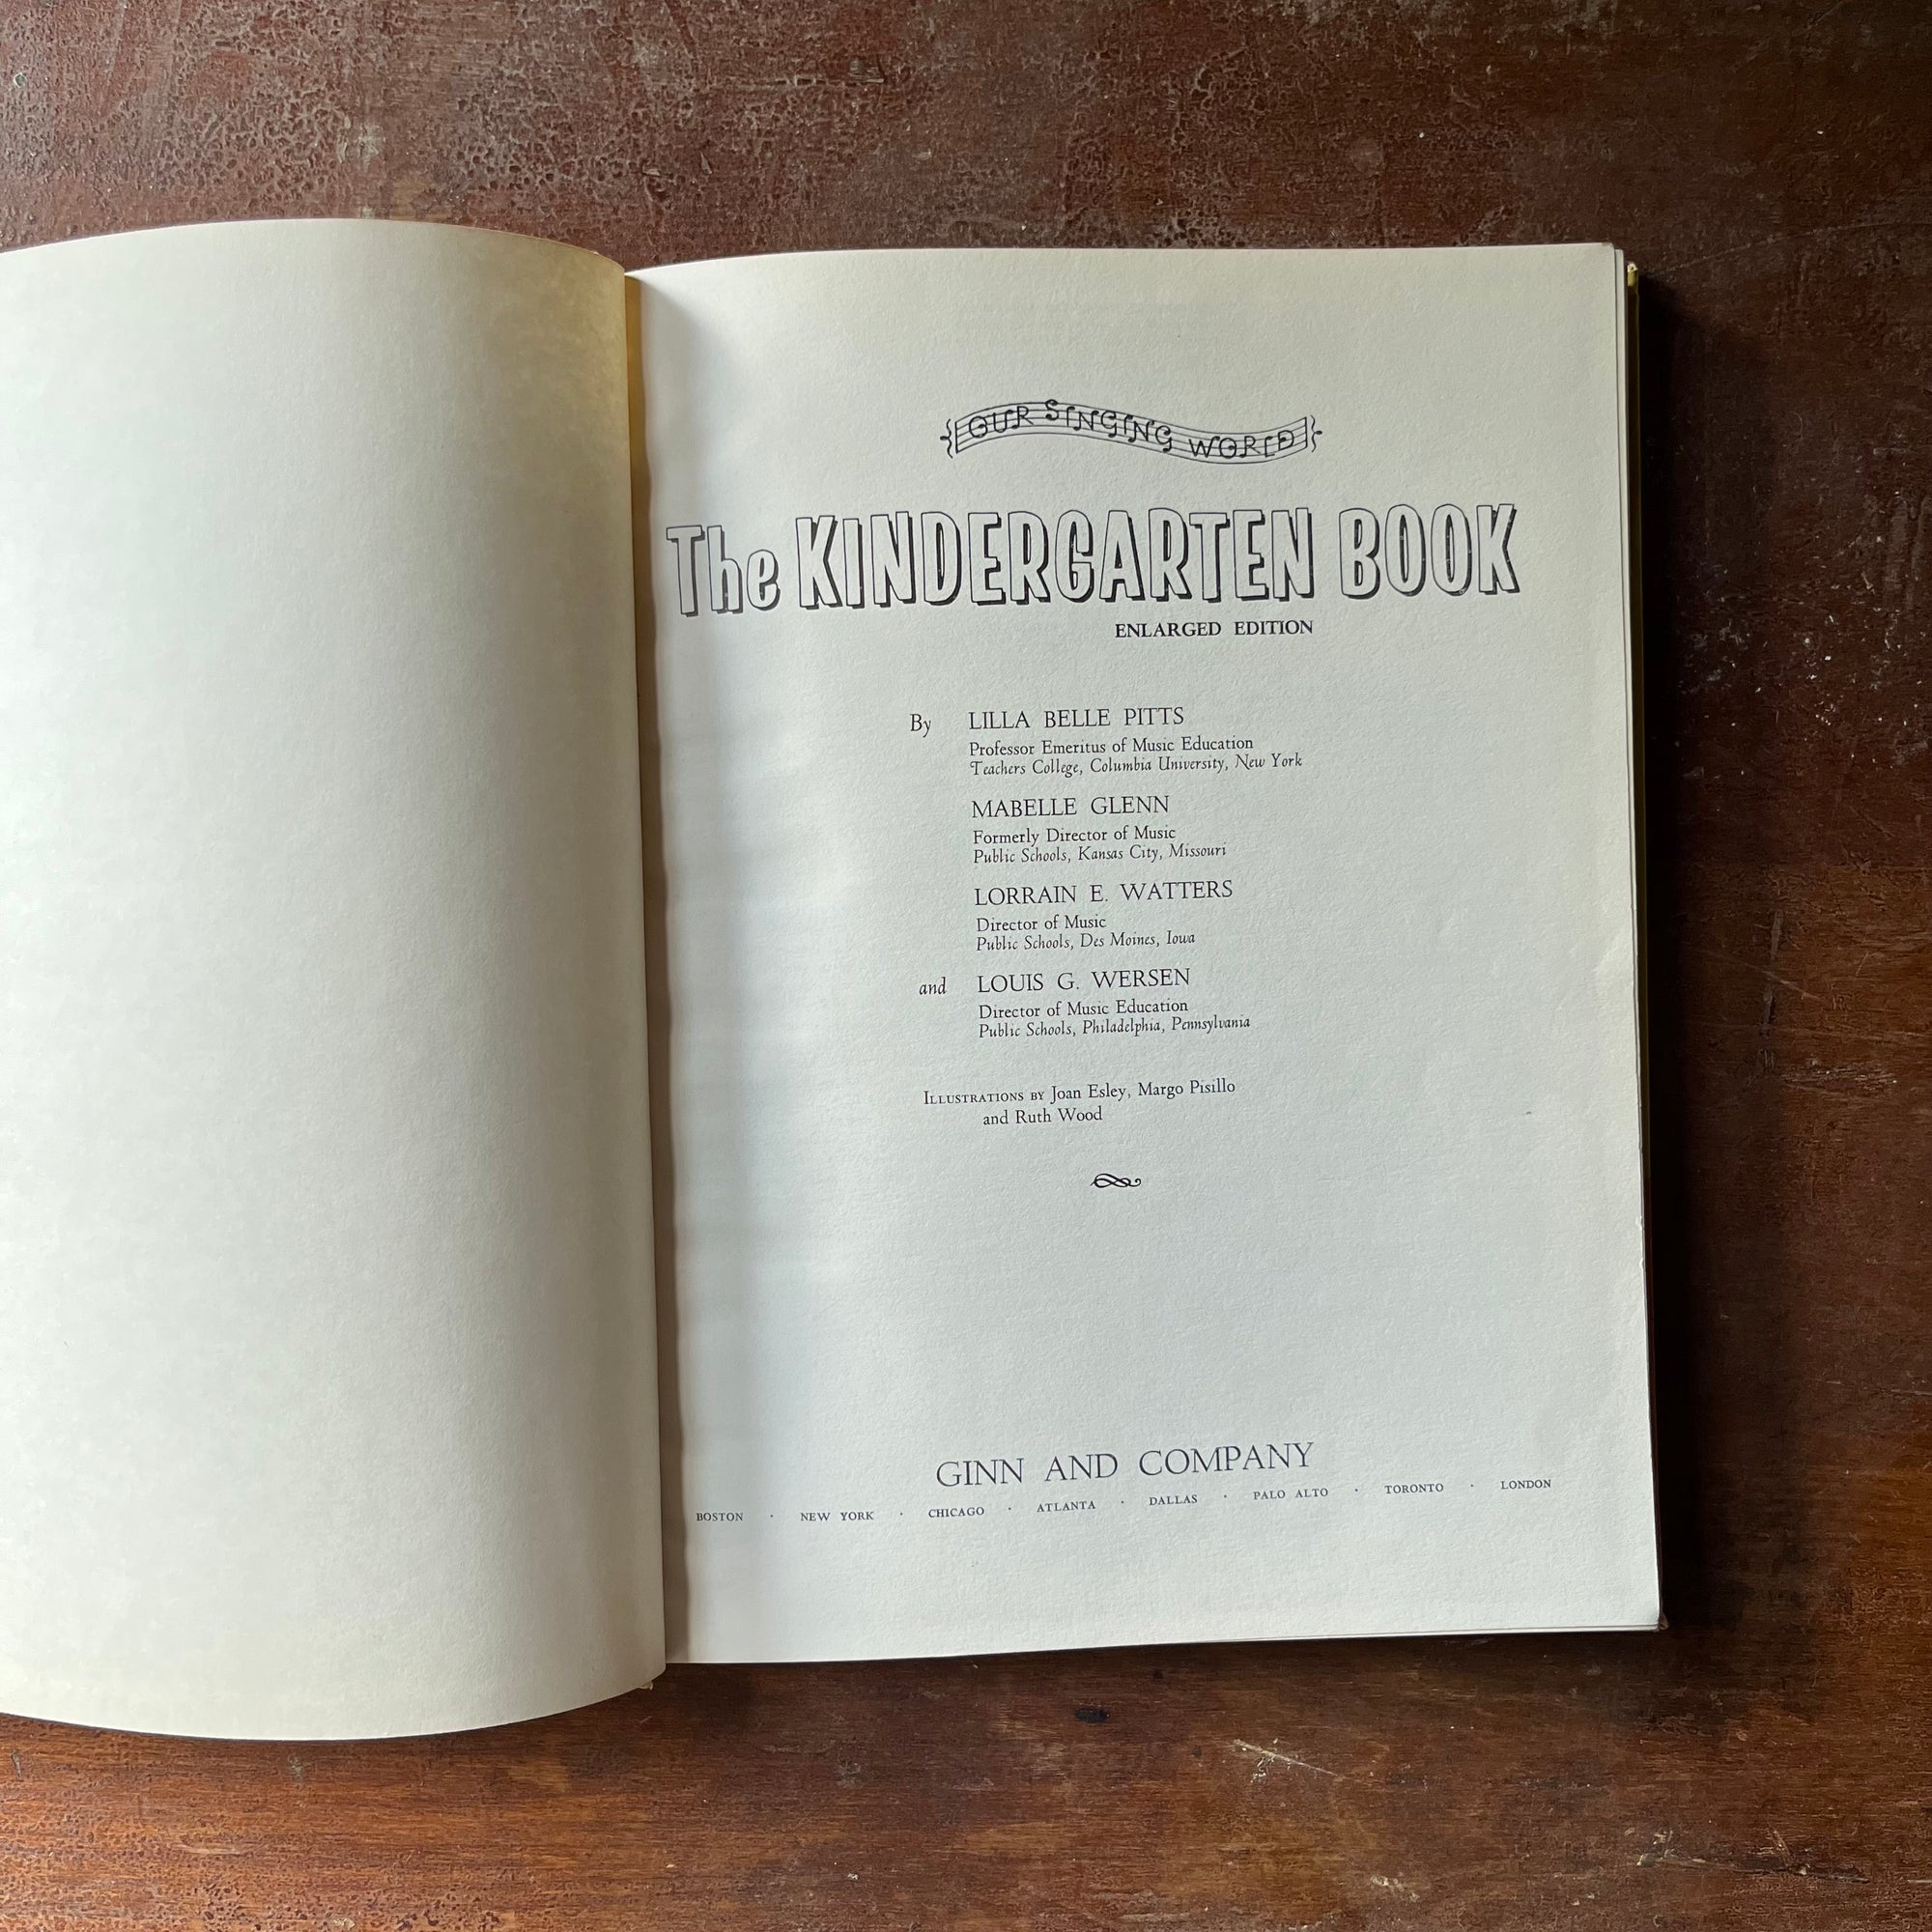 OUR SINGING WORLD
The KINDERGARTEN BOOK
ENLARGED EDITION
By LILLA BELLE PITTS
Professor Emeritus of Music Education
Teachers College, Columbia University, New York
MABELLE GLENN
Formerly Director of Music
Public Schools, Kansas City, Missouri
LORRAIN E. WATTERS
Director of Music
Public Schools, Des Moines, Iowa
and LOUIS G. WERSEN
Director of Music Education
Public Schools, Philadelphia, Pennsylvania
ILLUSTRATIONS BY Joan Esley, Margo Pisillo
and Ruth Wood
GINN AND COMPANY
BOSTON · NEW YORK · CHICAGO · ATLANTA · DALLAS · PALO ALTO · TORONTO · LONDON